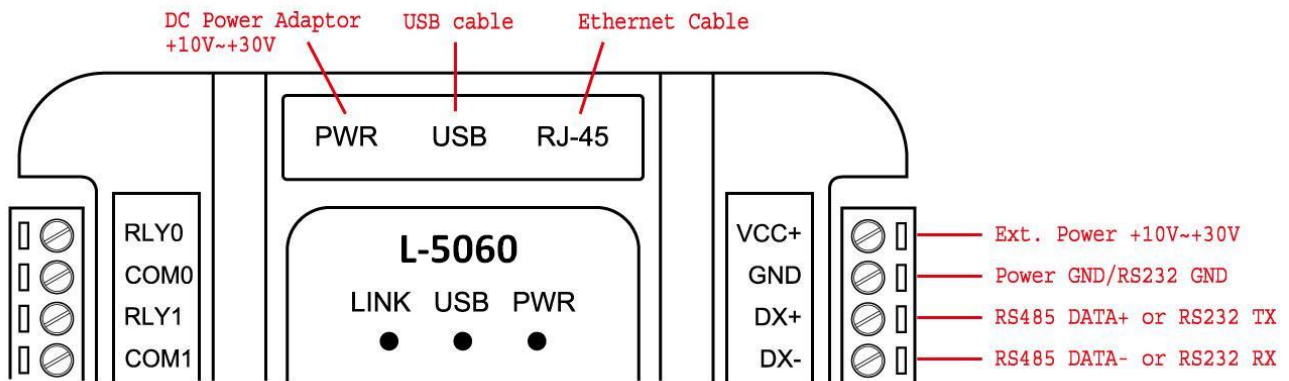 DC Power Adaptor USB cable Ethernet Cable
+10V~+30V
PWR USB RJ-45
RLY0 VCC+ Ext. Power +10V~+30V
L-5060
COM0 GND Power GND/RS232 GND
LINK USB PWR
RLY1 DX+ RS485 DATA+ or RS232 TX
COM1 DX- RS485 DATA- or RS232 RX